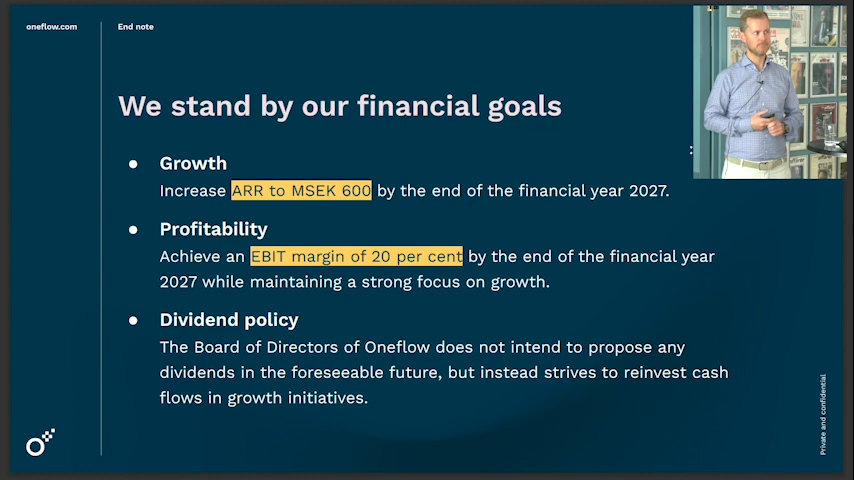 oneflow.com
End note
We stand by our financial goals
● Growth
Increase ARR to MSEK 600 by the end of the financial year 2027.
● Profitability
Achieve an EBIT margin of 20 per cent by the end of the financial year
2027 while maintaining a strong focus on growth.
● Dividend policy
The Board of Directors of Oneflow does not intend to propose any
dividends in the foreseeable future, but instead strives to reinvest cash
flows in growth initiatives.
Private and confidential